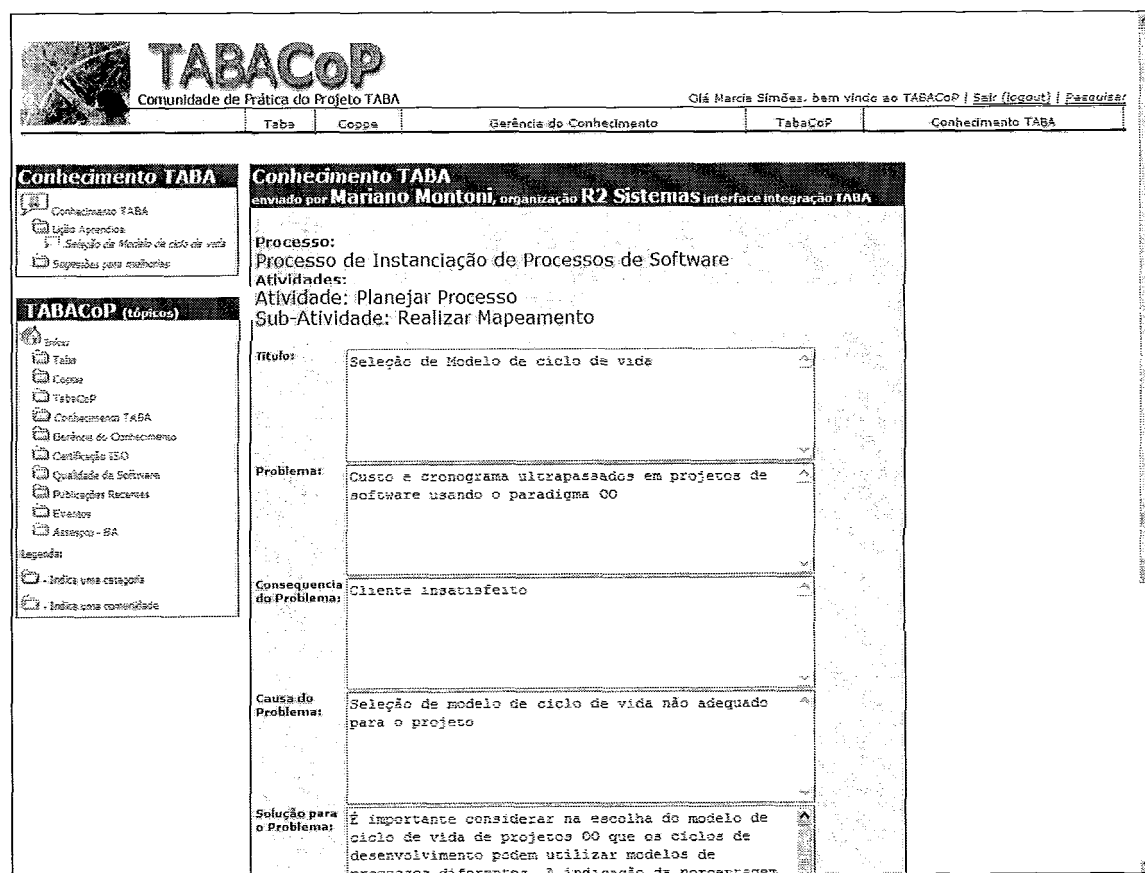 TABACoP
Comunidade de Prática do Projeto TABA
Olá Marcia Simões, bem vindo ao TABACoP | Sair (logout) | Pesquisar
Taba Coppe Gerência do Conhecimento TabaCoP Conhecimento TABA
Conhecimento TABA
Conhecimento TABA
Lição Aprendida
Seleção de Modelo de ciclo de vida
Sugestões para melhorias
TABACoP (tópicos)
Início
Taba
Coppe
TabaCoP
Conhecimento TABA
Gerência do Conhecimento
Certificação ISO
Qualidade de Software
Publicações Recentes
Eventos
Legenda:
- Indica uma categoria
- Indica uma comunidade
Conhecimento TABA
enviado por Mariano Montoni, organização R2 Sistemas interface integração TABA
Processo:
Processo de Instanciação de Processos de Software
Atividades:
Atividade: Planejar Processo
Sub-Atividade: Realizar Mapeamento
Titulo:
Seleção de Modelo de ciclo de vida
Problema:
Custo e cronograma ultrapassados em projetos de
software usando o paradigma OO
Consequencia
do Problema:
Cliente insatisfeito
Causa do
Problema:
Seleção de modelo de ciclo de vida não adequado
para o projeto
Solução para
o Problema:
É importante considerar na escolha do modelo de
ciclo de vida de projetos OO que os ciclos de
desenvolvimento podem utilizar modelos de
processos diferentes. A indicação da porcentagem